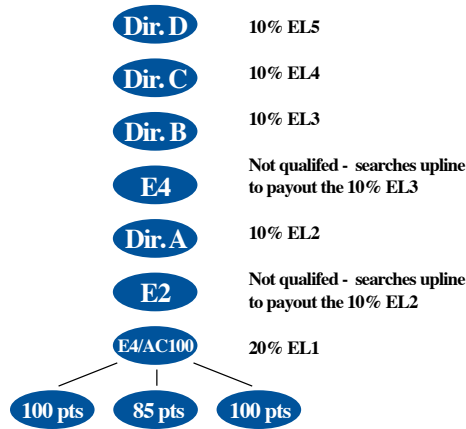 Dir. D 10% EL5
Dir. C 10% EL4
Dir. B 10% EL3
E4 Not qualifed - searches upline
to payout the 10% EL3
Dir. A 10% EL2
E2 Not qualifed - searches upline
to payout the 10% EL2
E4/AC100 20% EL1
100 pts 85 pts 100 pts